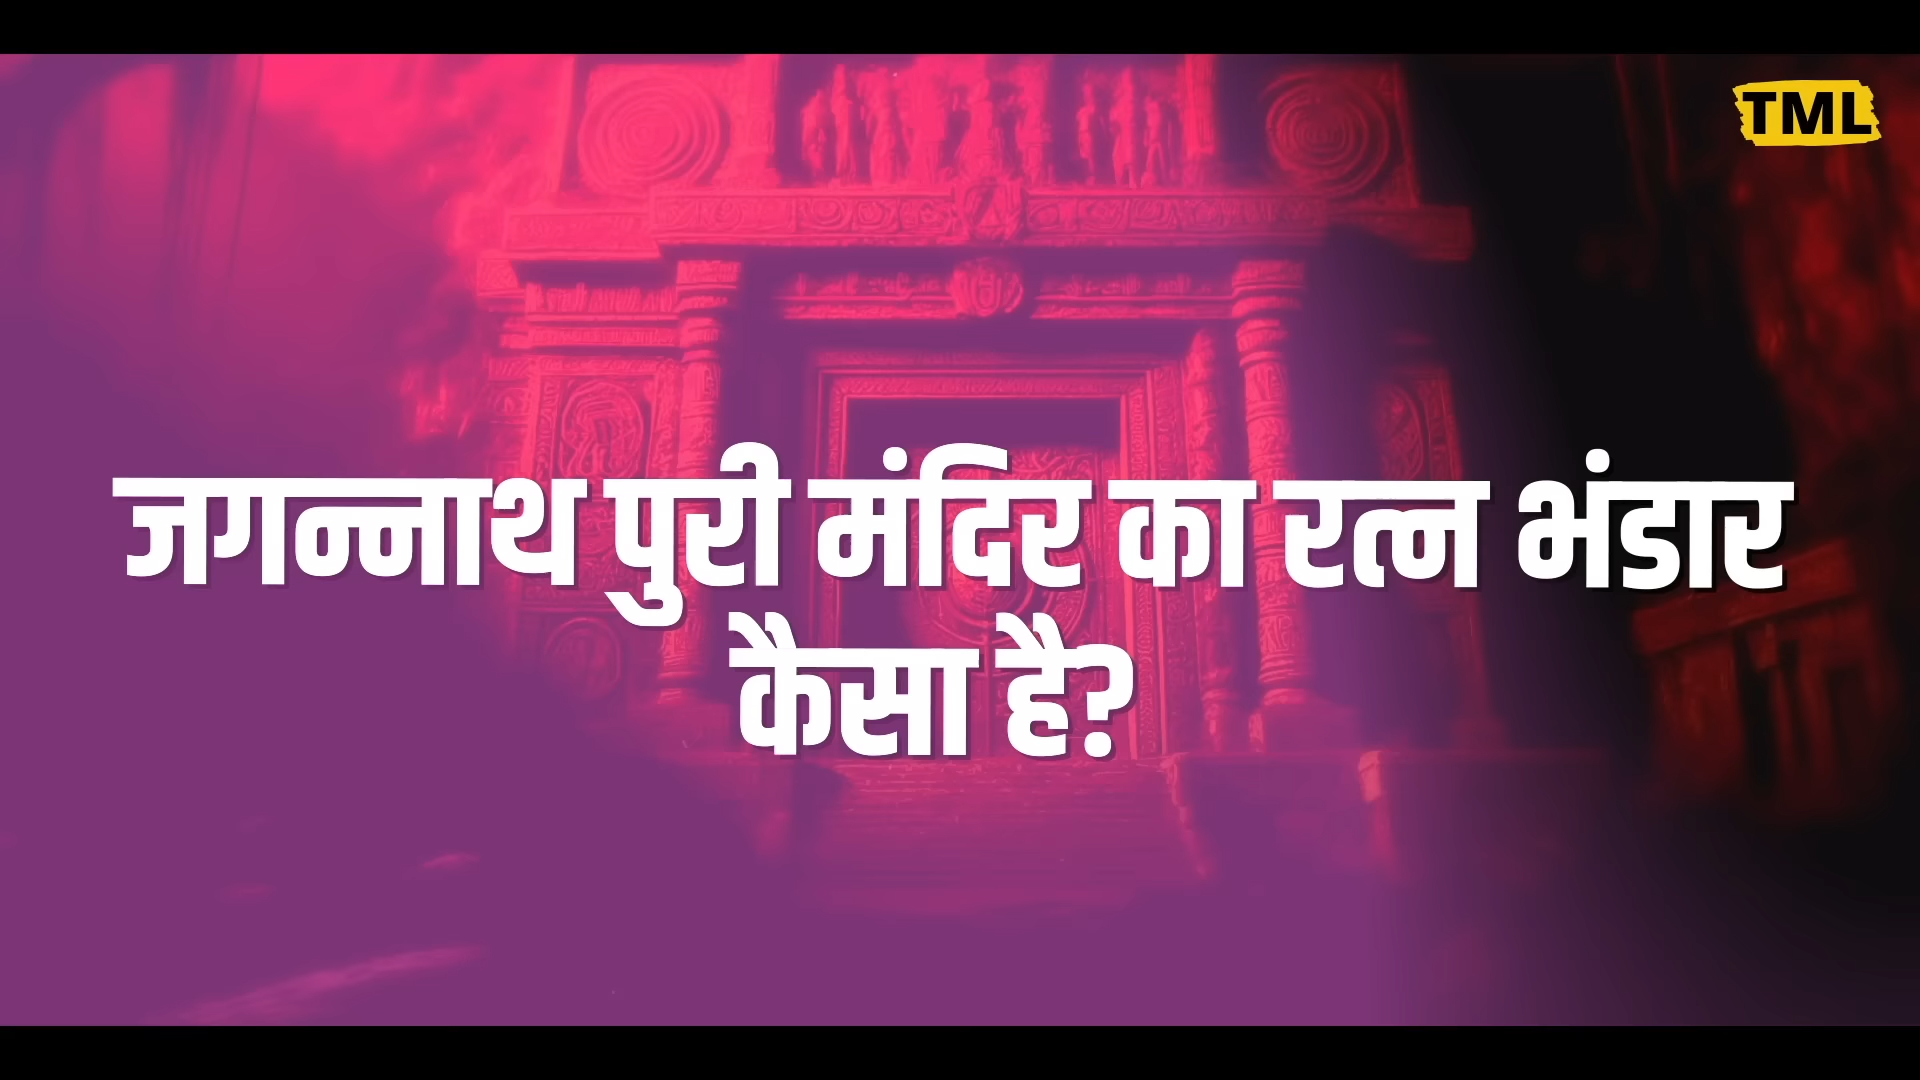 TML
जगन्नाथ पुरी मंदिर का रत्न भंडार
कैसा है?